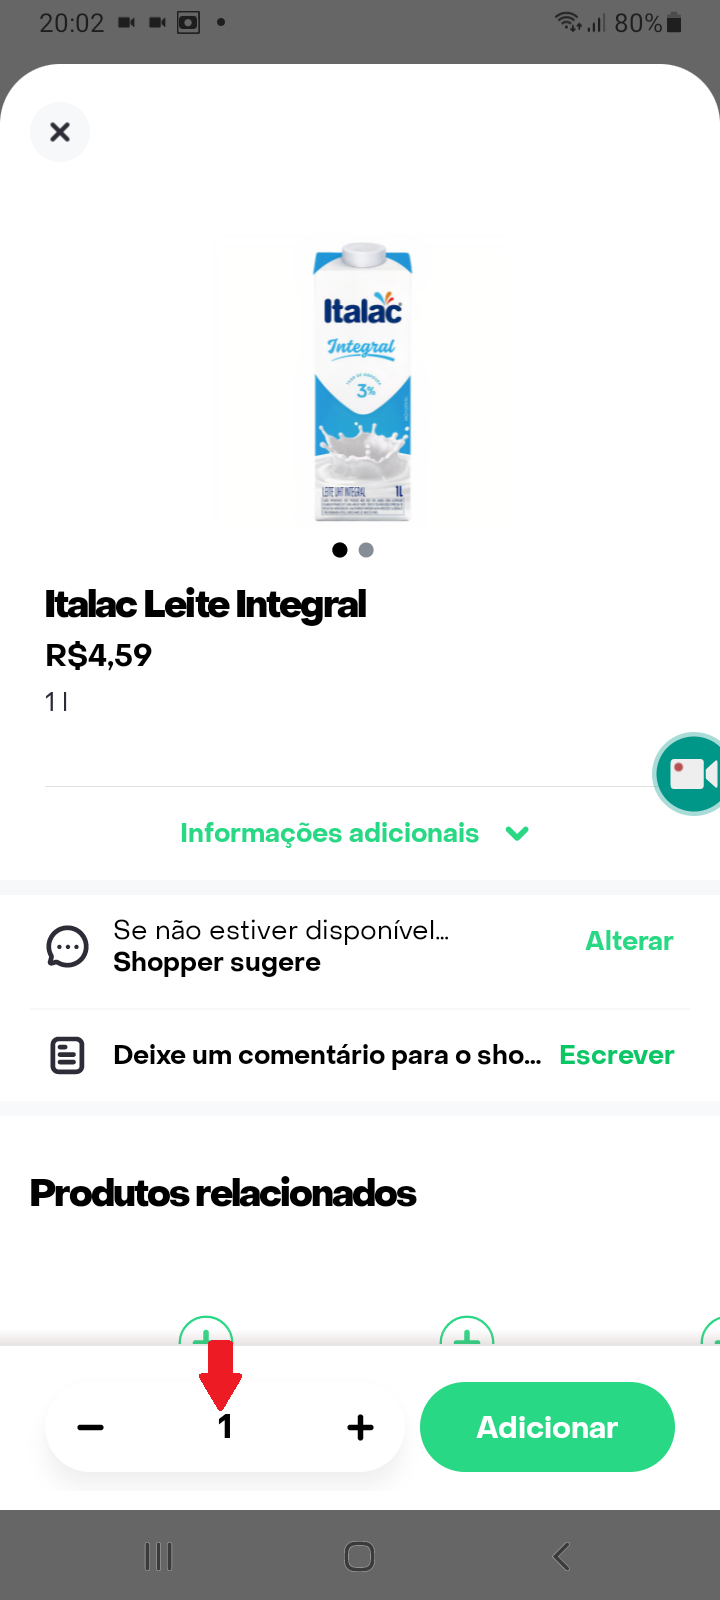 20:02
80%
Italac
Integral
3%
LEITE UHT INTEGRAL 1L
Italac Leite Integral
R$4,59
1 l
Informações adicionais
Se não estiver disponível...
Shopper sugere
Alterar
Deixe um comentário para o sho...
Escrever
Produtos relacionados
1
Adicionar